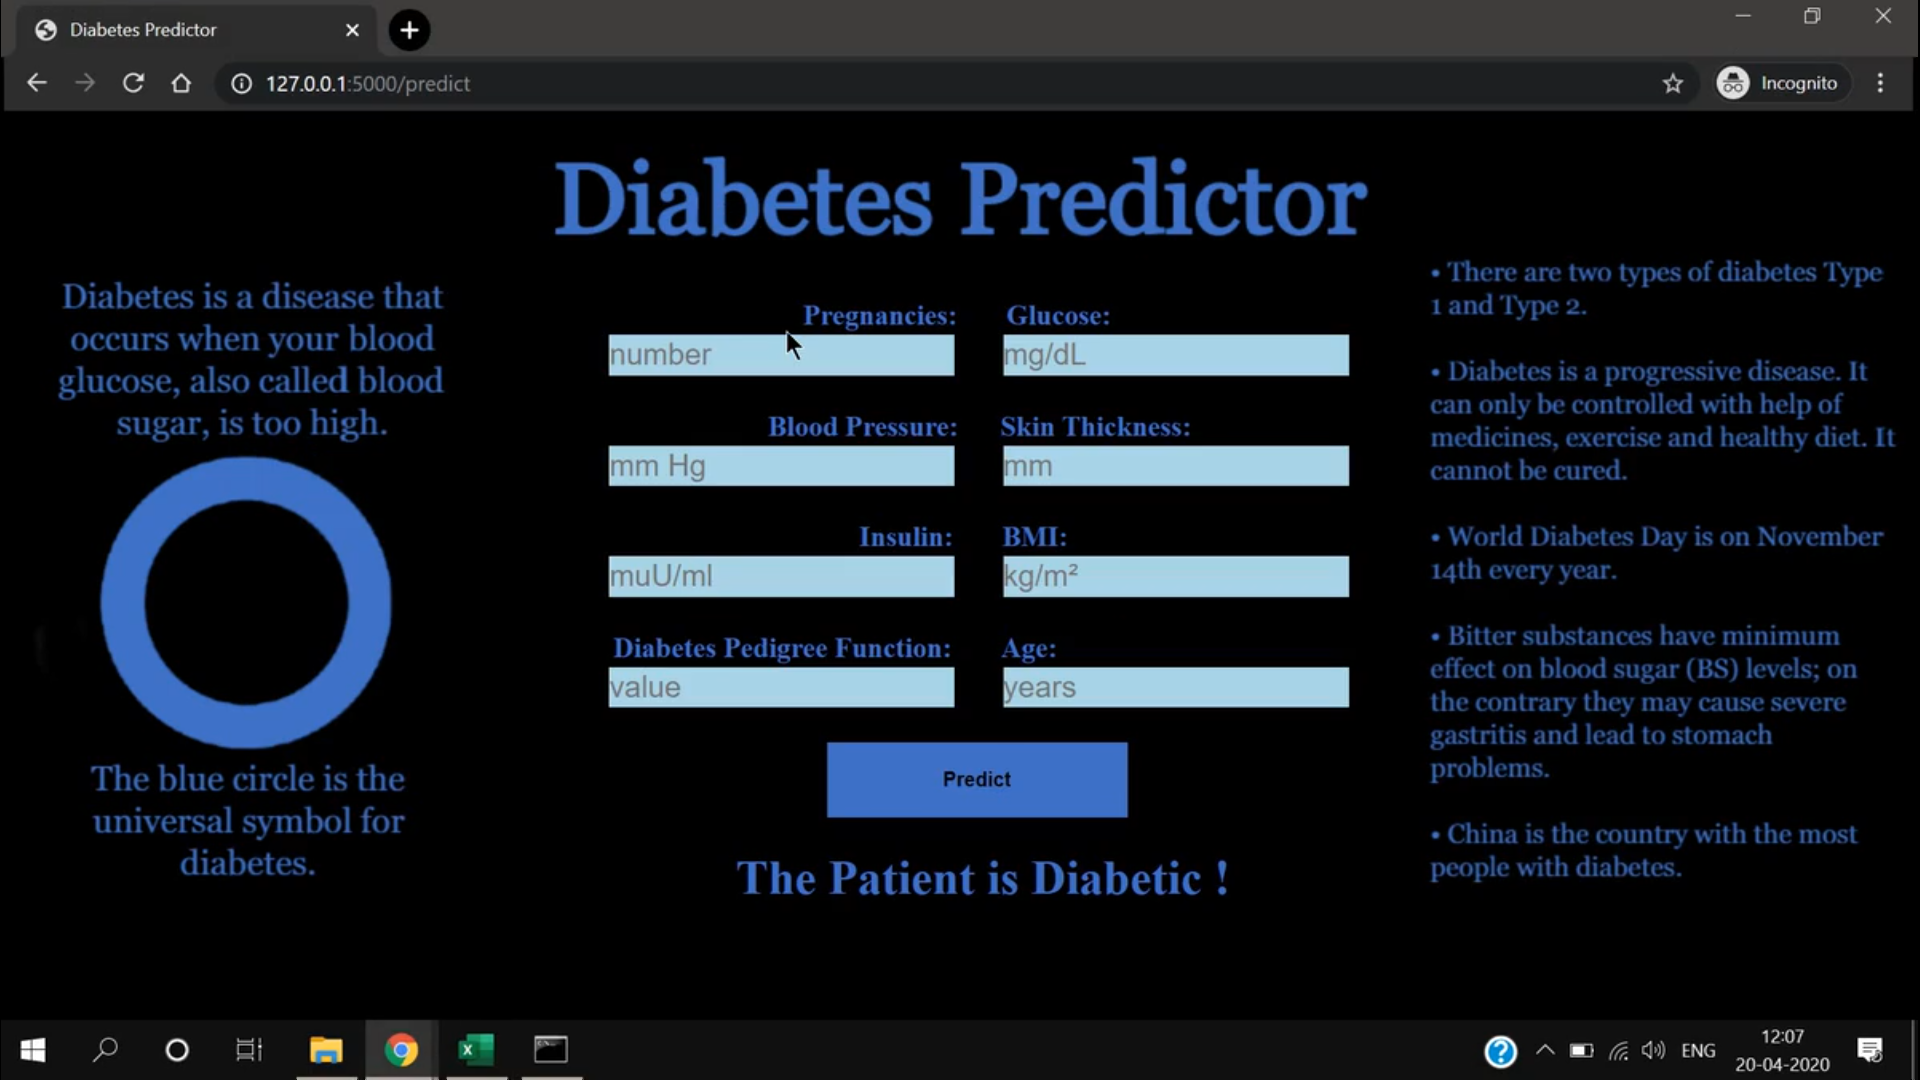 Diabetes Predictor
127.0.0.1:5000/predict
Incognito
Diabetes Predictor
Diabetes is a disease that
occurs when your blood
glucose, also called blood
sugar, is too high.
The blue circle is the
universal symbol for
diabetes.
Pregnancies: Glucose:
number mg/dL
Blood Pressure: Skin Thickness:
mm Hg mm
Insulin: BMI:
muU/ml kg/m²
Diabetes Pedigree Function: Age:
value years
Predict
The Patient is Diabetic !
• There are two types of diabetes Type
1 and Type 2.
• Diabetes is a progressive disease. It
can only be controlled with help of
medicines, exercise and healthy diet. It
cannot be cured.
• World Diabetes Day is on November
14th every year.
• Bitter substances have minimum
effect on blood sugar (BS) levels; on
the contrary they may cause severe
gastritis and lead to stomach
problems.
• China is the country with the most
people with diabetes.
ENG
12:07
20-04-2020